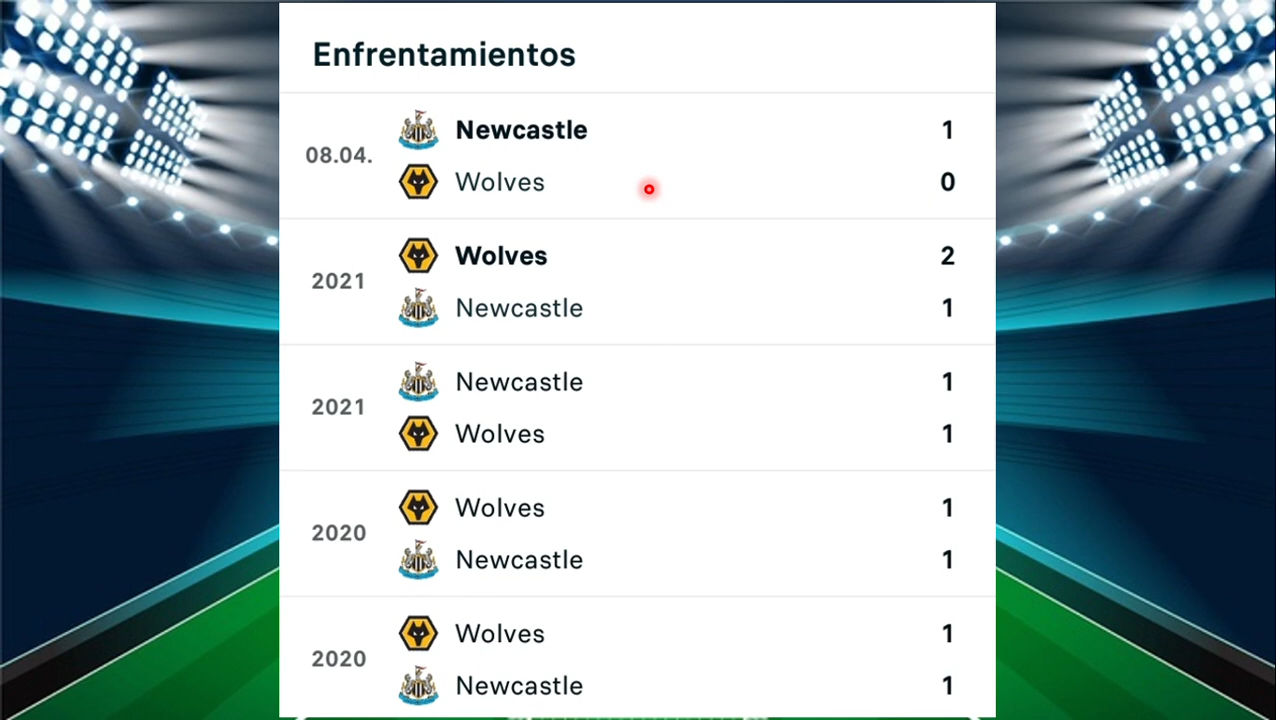 Enfrentamientos
08.04.
Newcastle 1
Wolves 0
2021
Wolves 2
Newcastle 1
2021
Newcastle 1
Wolves 1
2020
Wolves 1
Newcastle 1
2020
Wolves 1
Newcastle 1